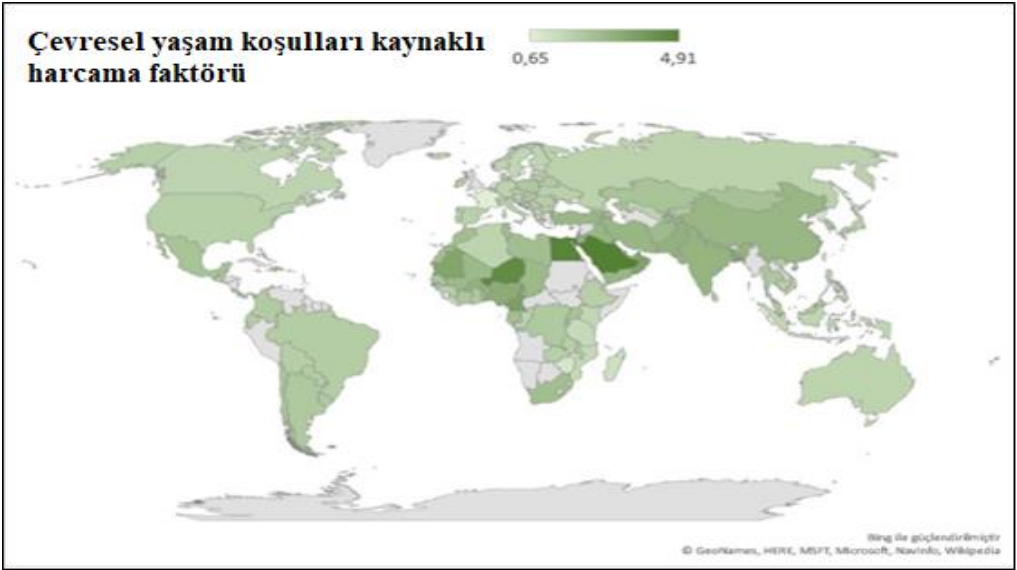 Çevresel yaşam koşulları kaynaklı
harcama faktörü
0,65
4,91
Bing ile güçlendirilmiştir
© GeoNames, HERE, MSFT, Microsoft, NavInfo, Wikipedia